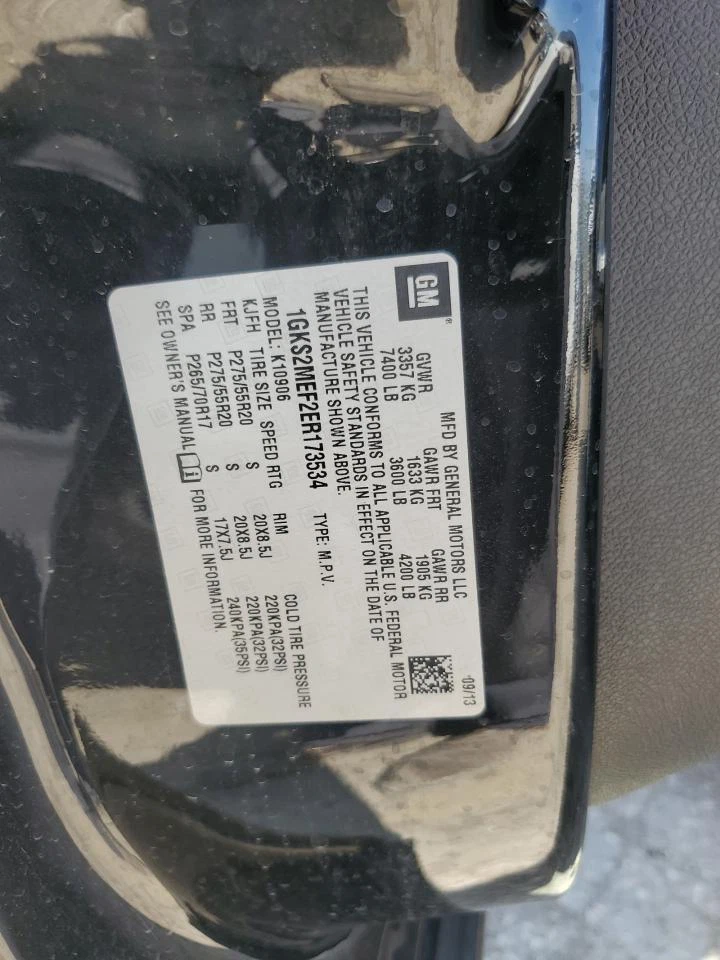 GM ®
MFD BY GENERAL MOTORS LLC 09/13
GVWR GAWR FRT GAWR RR
3357 KG 1633 KG 1905 KG
7400 LB 3600 LB 4200 LB
THIS VEHICLE CONFORMS TO ALL APPLICABLE U.S. FEDERAL MOTOR
VEHICLE SAFETY STANDARDS IN EFFECT ON THE DATE OF
MANUFACTURE SHOWN ABOVE.
1GKS2MEF2ER173534 TYPE: M.P.V.
MODEL: K10906
KJFH TIRE SIZE SPEED RTG RIM COLD TIRE PRESSURE
FRT P275/55R20 S 20X8.5J 220KPA(32PSI)
RR P275/55R20 S 20X8.5J 220KPA(32PSI)
SPA P265/70R17 S 17X7.5J 240KPA(35PSI)
SEE OWNER'S MANUAL i FOR MORE INFORMATION.